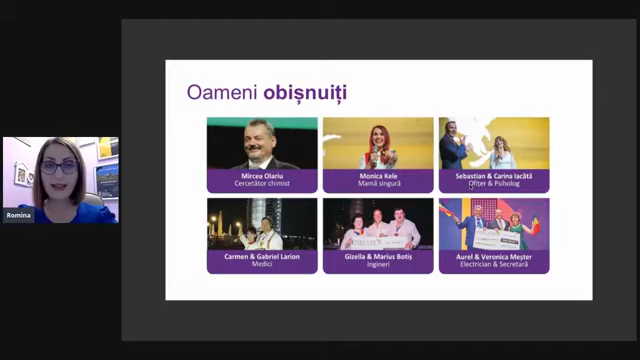 Oameni obișnuiți
Mircea Olariu
Cercetător chimist
Monica Kele
Mamă singură
Sebastian & Carina Iacătă
Ofițer & Psiholog
Romina
Carmen & Gabriel Larion
Medici
Gizella & Marius Botiș
Ingineri
Aurel & Veronica Meșter
Electrician & Secretară